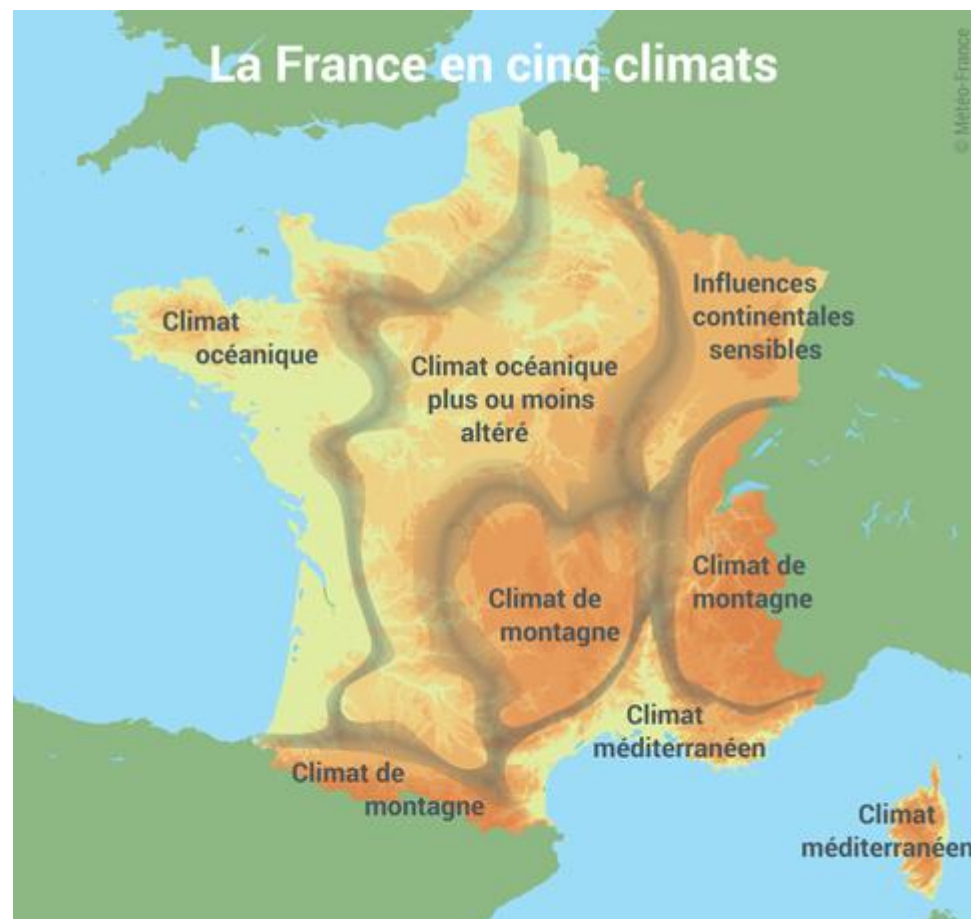 La France en cinq climats
© Météo-France
Climat
océanique
Influences
continentales
sensibles
Climat océanique
plus ou moins
altéré
Climat de
montagne
Climat de
montagne
Climat
méditerranéen
Climat de
montagne
Climat
méditerranéen